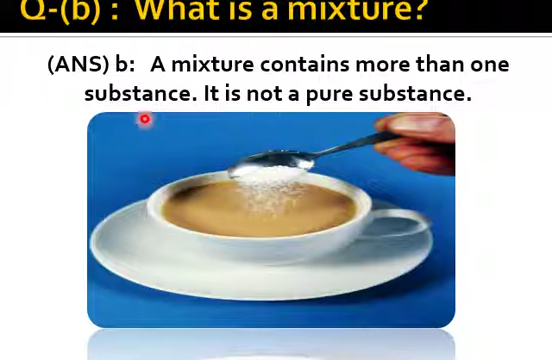 Q-(b) : What is a mixture?
(ANS) b: A mixture contains more than one
substance. It is not a pure substance.